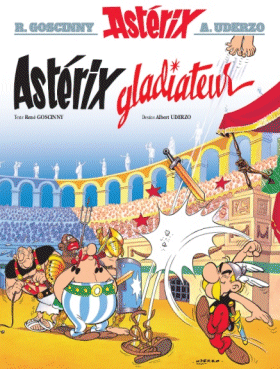 R. GOSCINNY Astérix A. UDERZO
Astérix
gladiateur
Texte René GOSCINNY Dessins Albert UDERZO
UDERZO